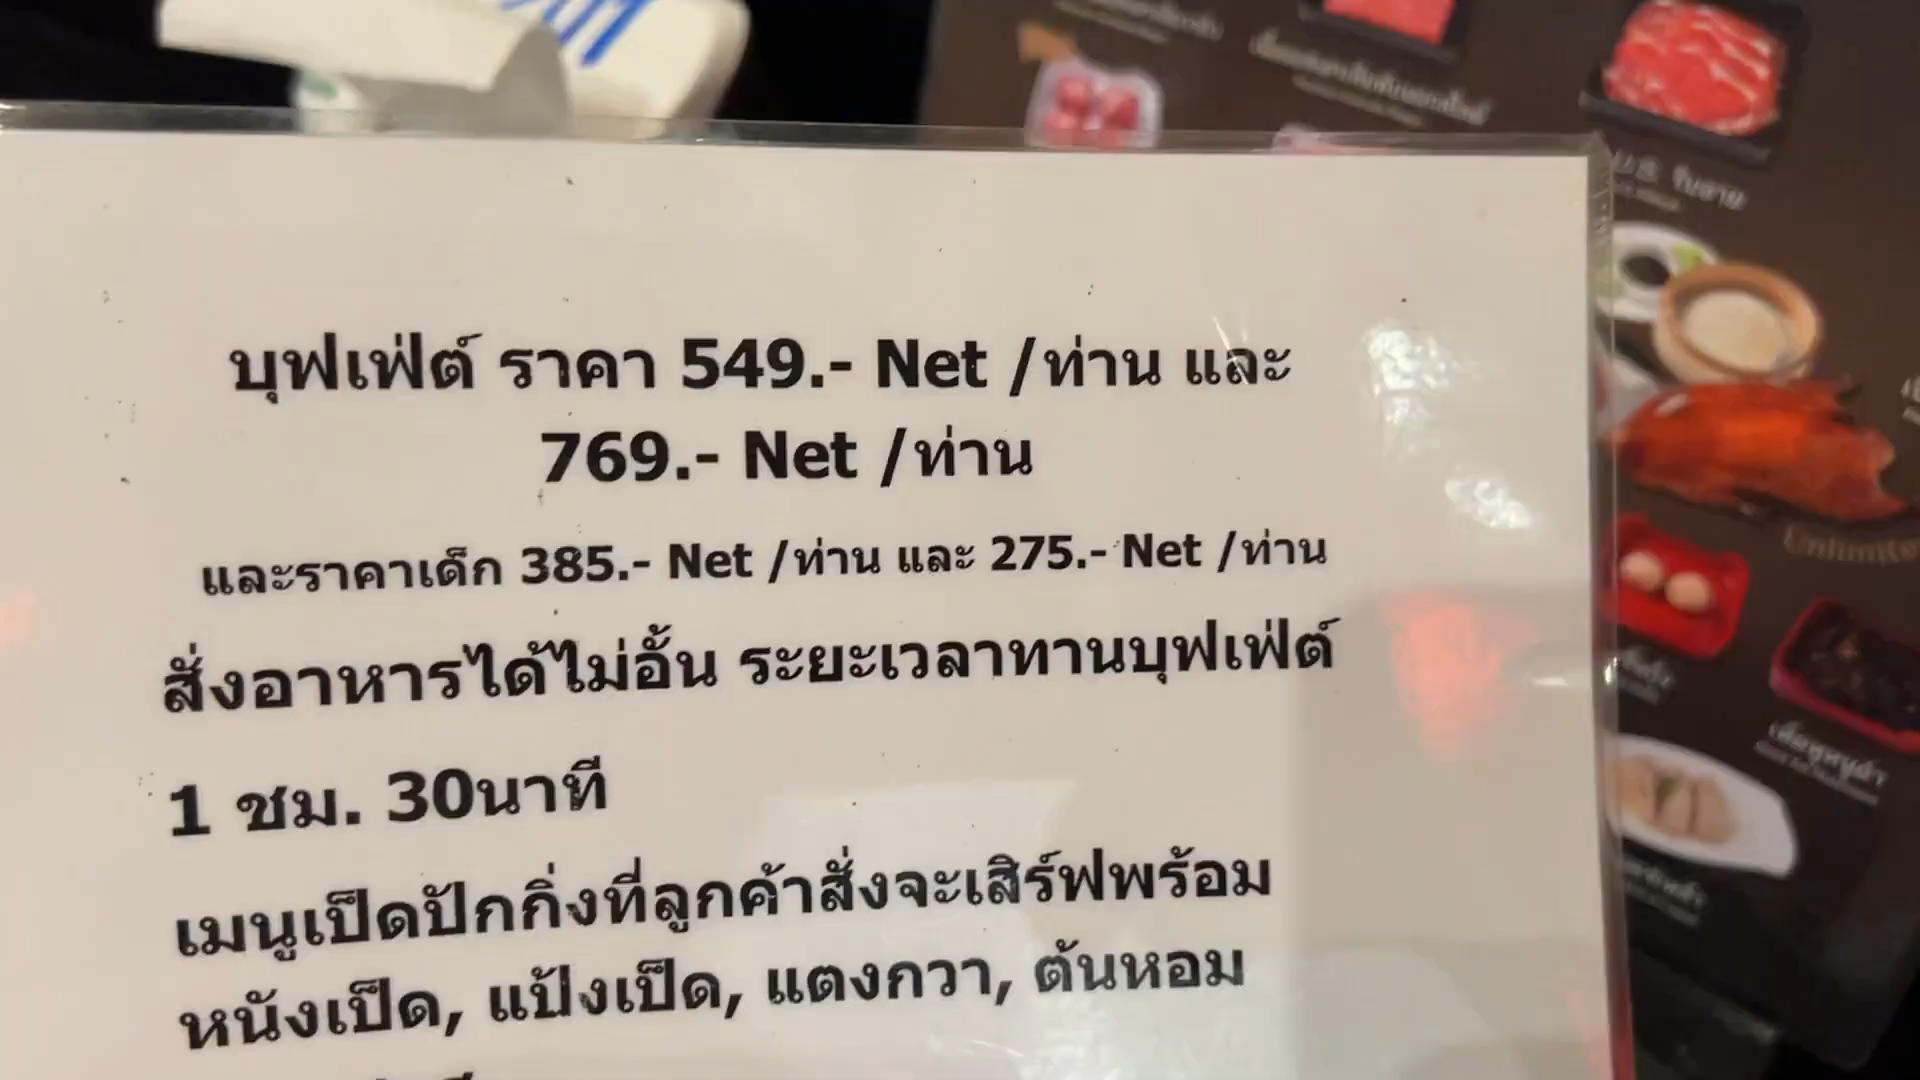 บุฟเฟ่ต์ ราคา 549.- Net /ท่าน และ
769.- Net /ท่าน
และราคาเด็ก 385.- Net /ท่าน และ 275.- Net /ท่าน
สั่งอาหารได้ไม่อั้น ระยะเวลาทานบุฟเฟ่ต์
1 ชม. 30นาที
เมนูเป็ดปักกิ่งที่ลูกค้าสั่งจะเสิร์ฟพร้อม
หนังเป็ด, แป้งเป็ด, แตงกวา, ต้นหอม